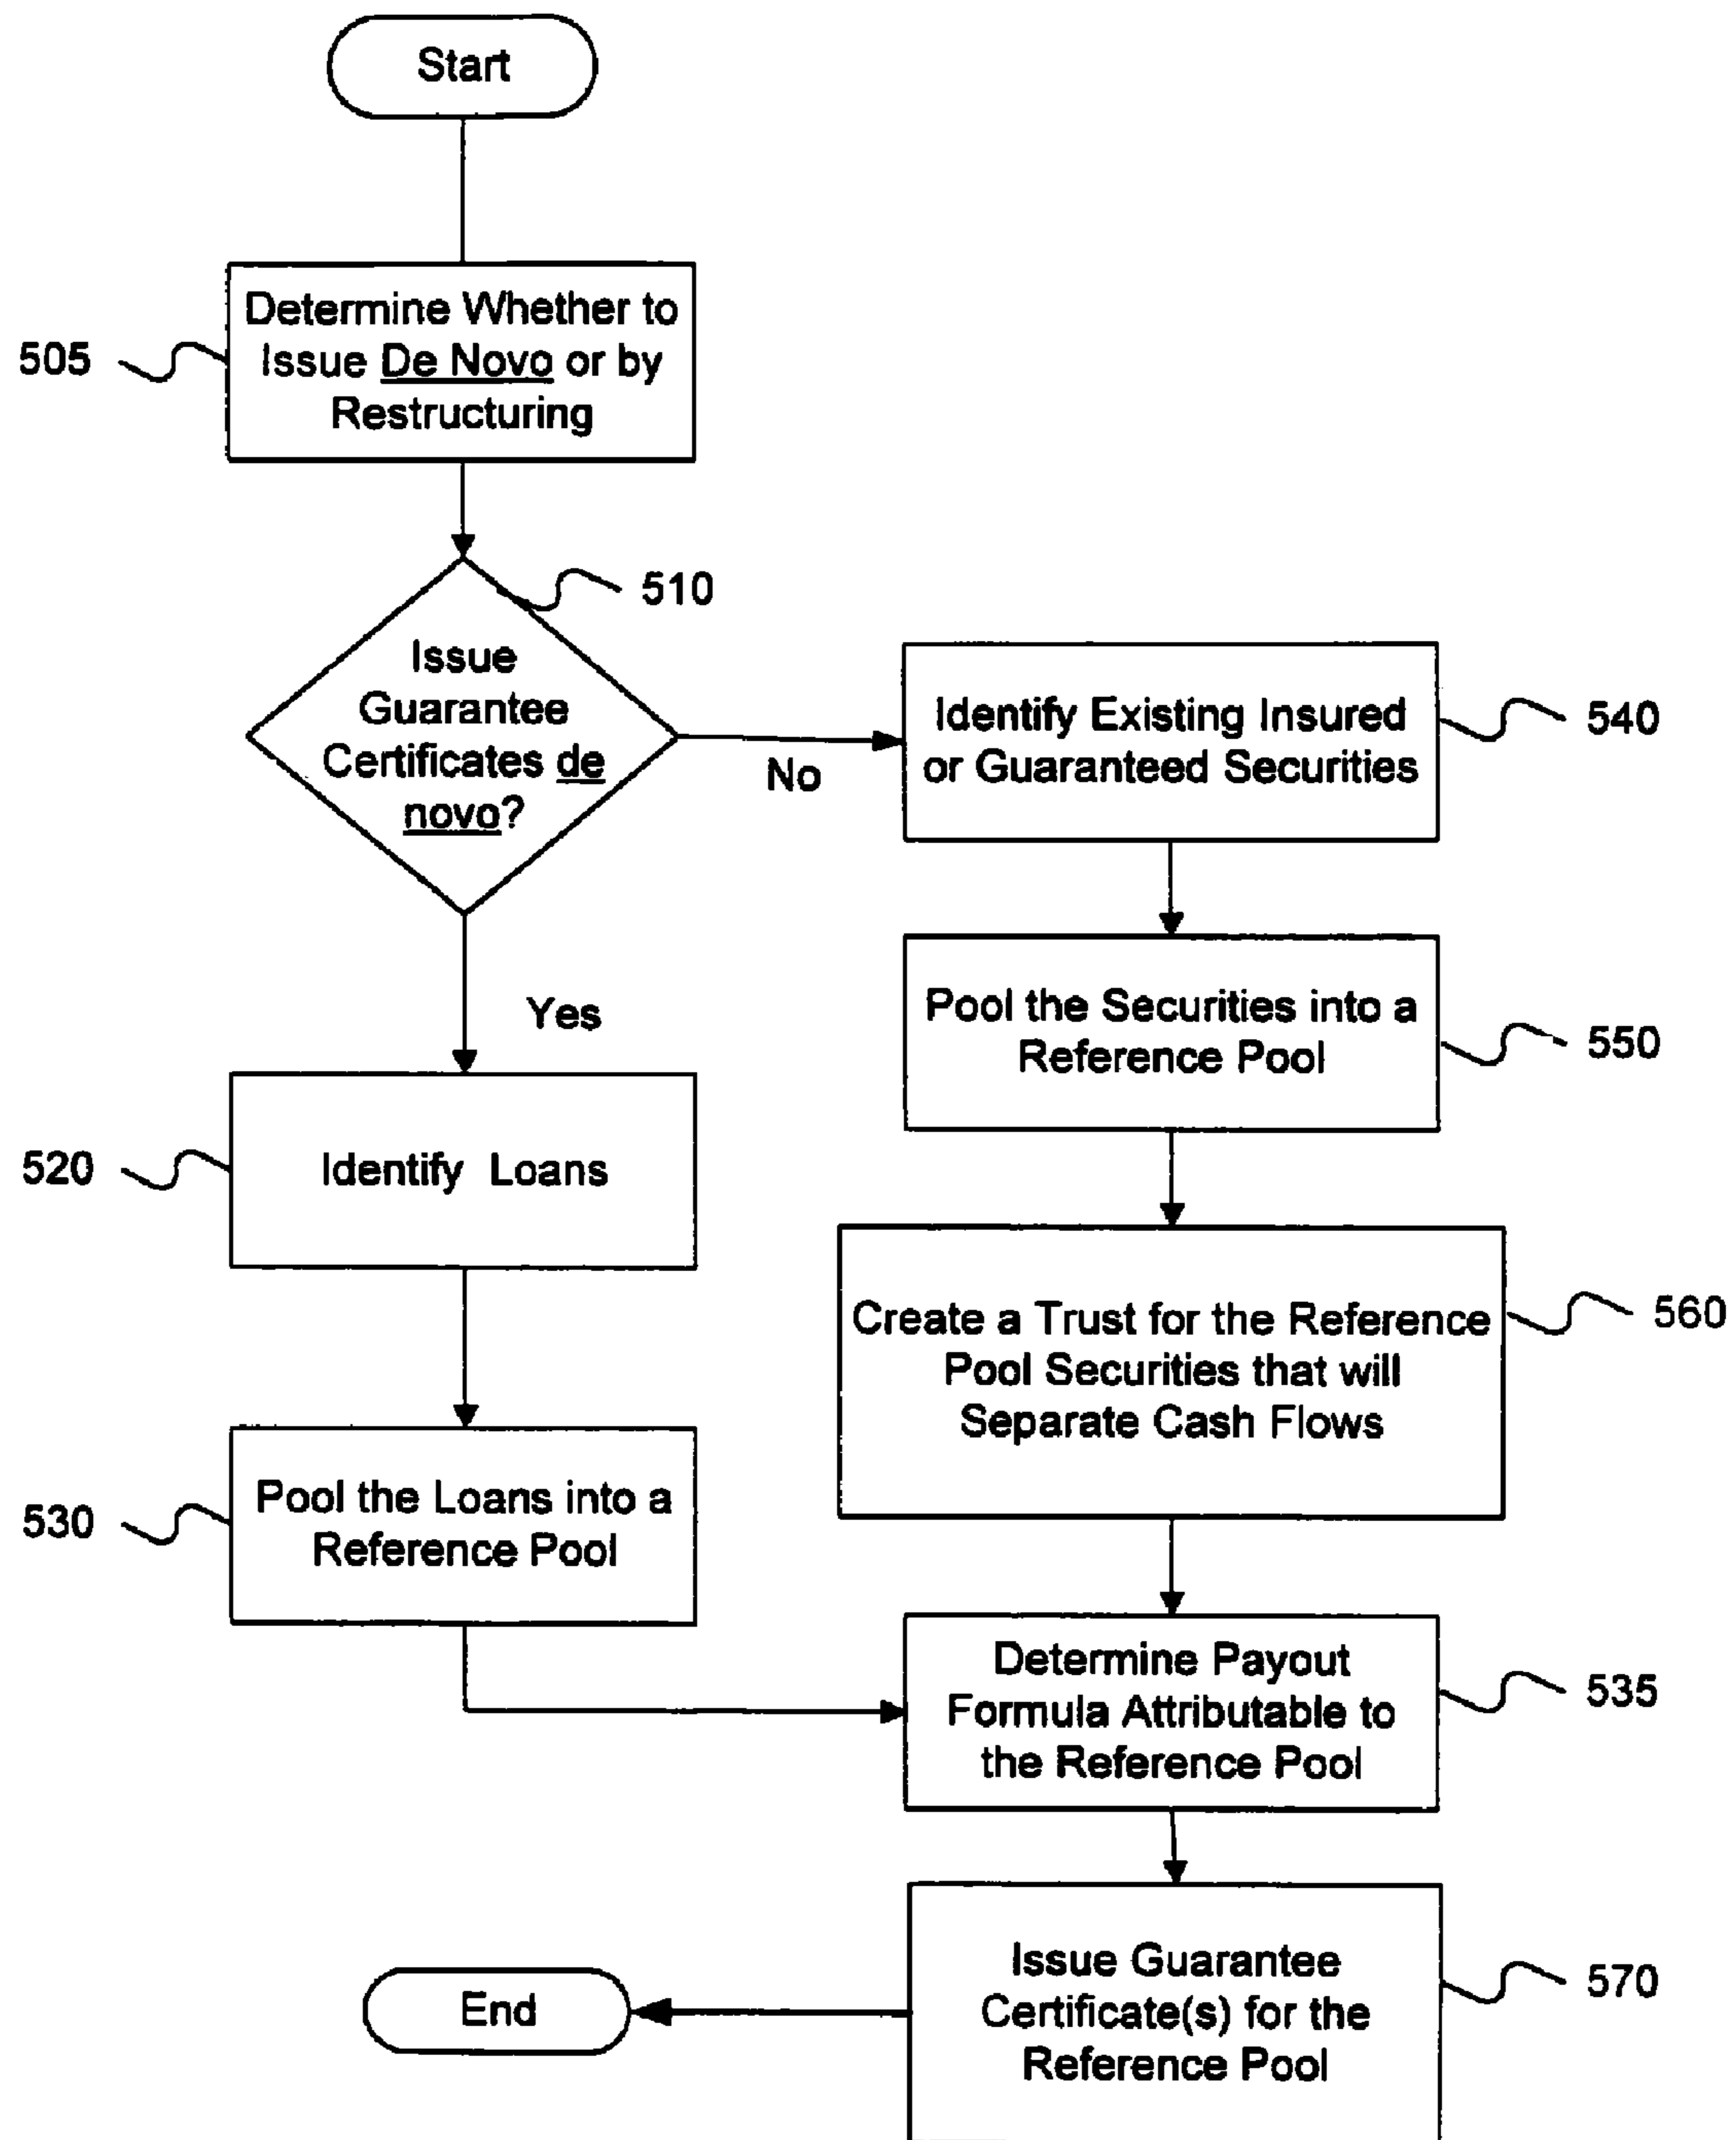 Start
505
Determine Whether to
Issue De Novo or by
Restructuring
510
Issue
Guarantee
Certificates de
novo?
No
Yes
Identify Existing Insured
or Guaranteed Securities
540
Pool the Securities into a
Reference Pool
550
520
Identify Loans
Create a Trust for the Reference
Pool Securities that will
Separate Cash Flows
560
530
Pool the Loans into a
Reference Pool
Determine Payout
Formula Attributable to
the Reference Pool
535
Issue Guarantee
Certificate(s) for the
Reference Pool
570
End